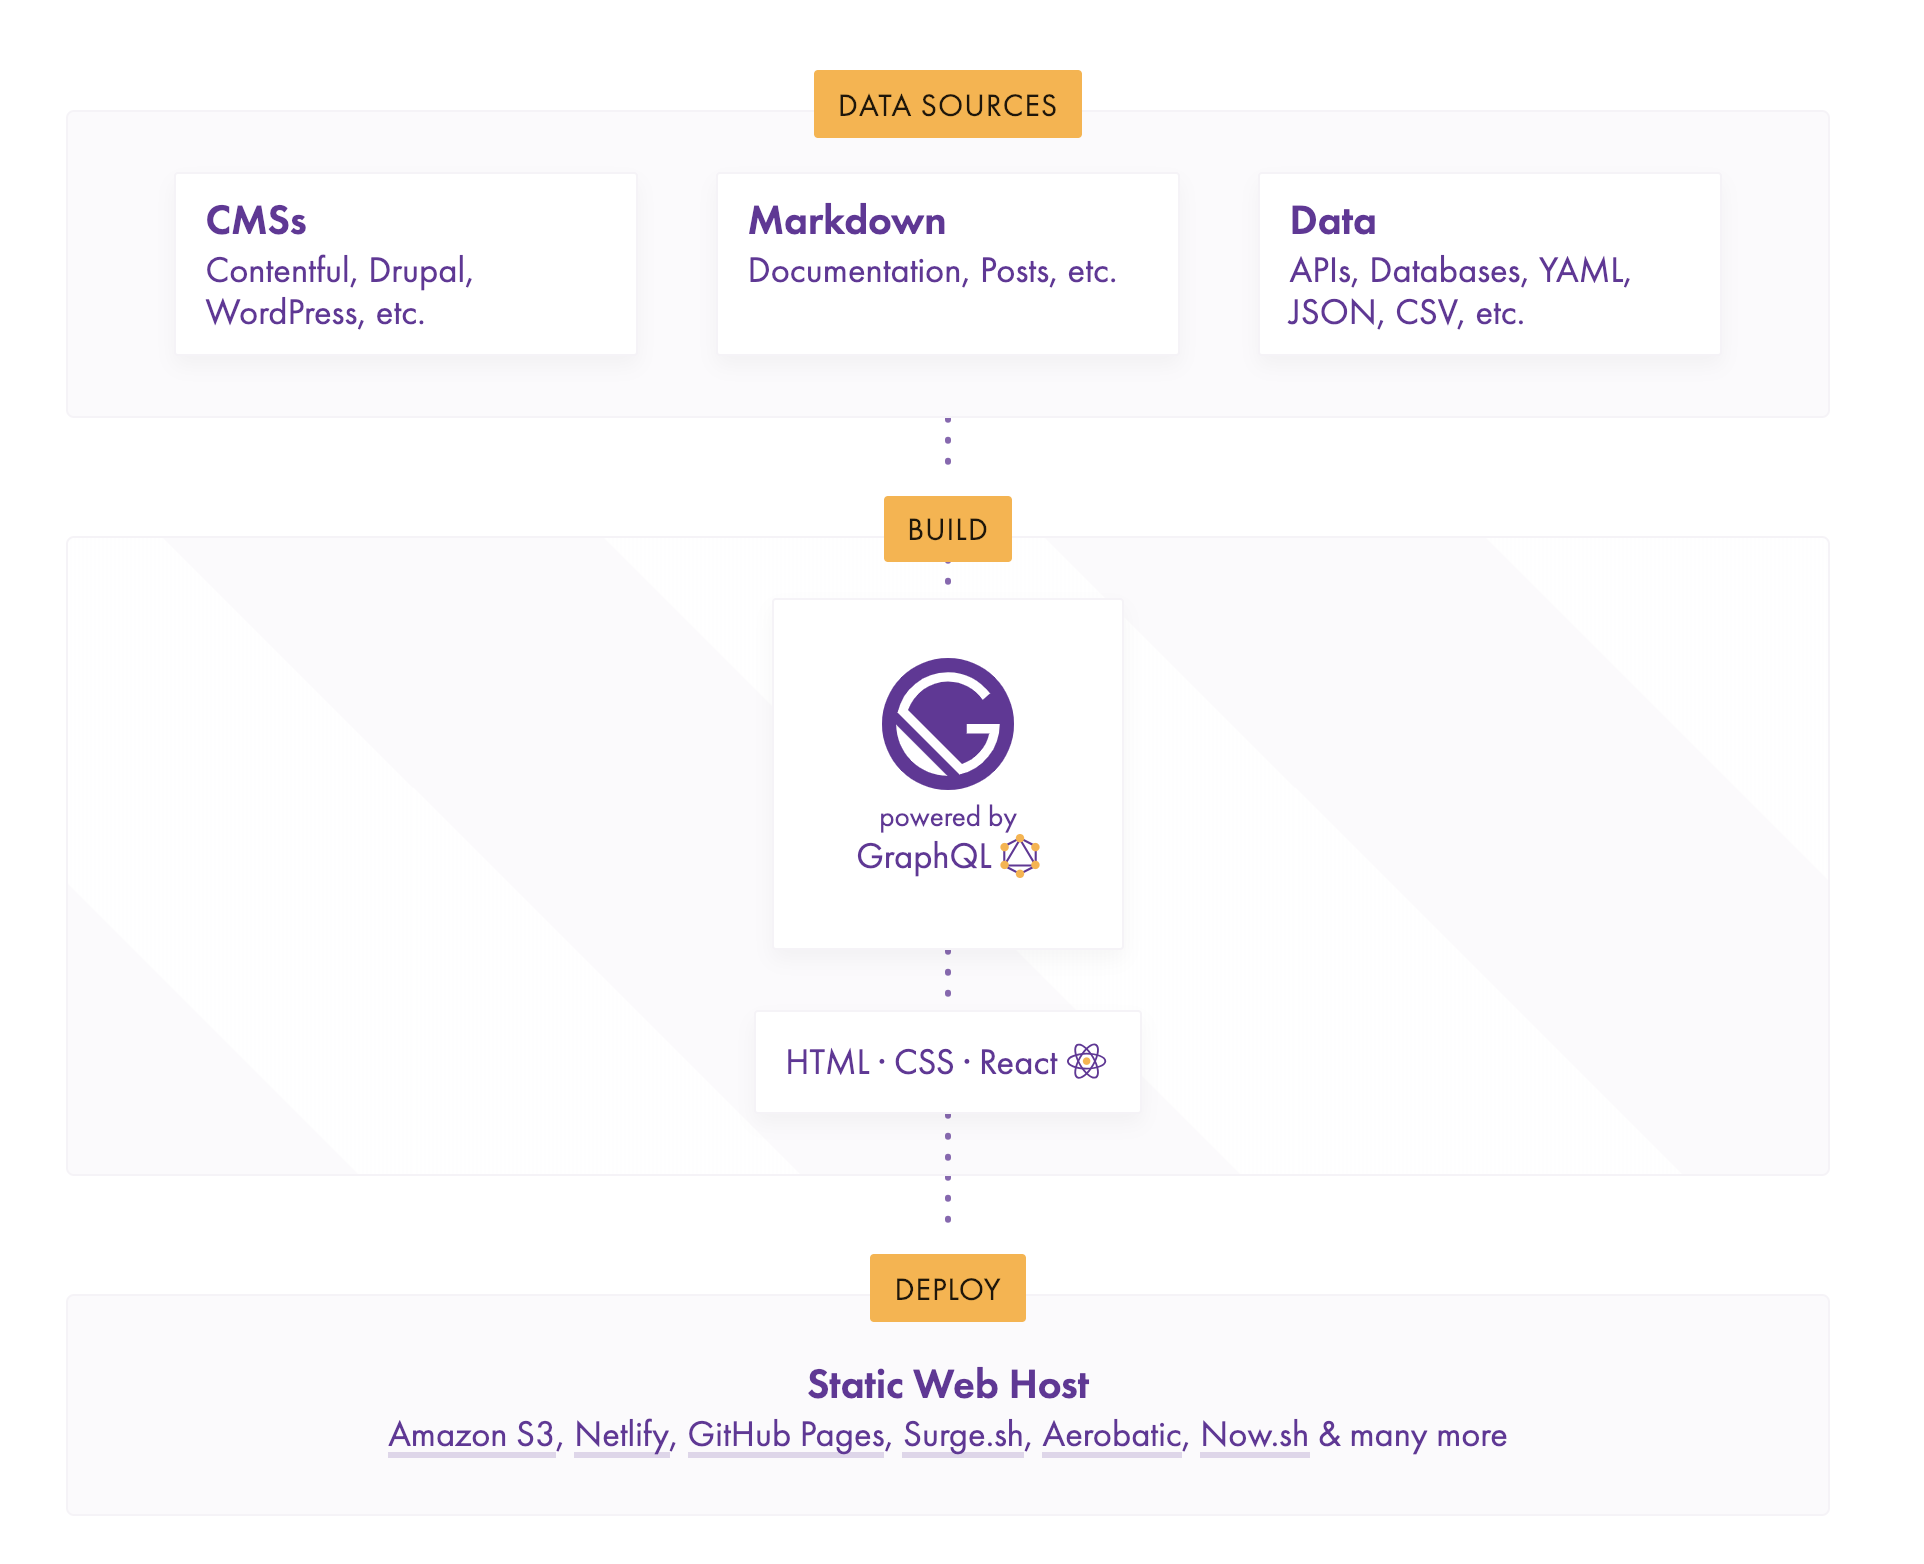 DATA SOURCES
CMSs
Contentful, Drupal,
WordPress, etc.
Markdown
Documentation, Posts, etc.
Data
APIs, Databases, YAML,
JSON, CSV, etc.
BUILD
powered by
GraphQL
HTML · CSS · React
DEPLOY
Static Web Host
Amazon S3, Netlify, GitHub Pages, Surge.sh, Aerobatic, Now.sh & many more